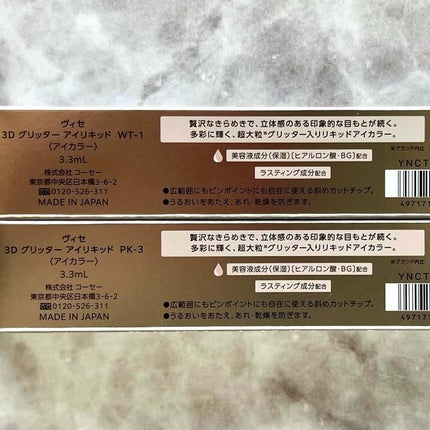 ヴィセ
3D グリッター アイリキッド WT-1
〈アイカラー〉
3.3mL
株式会社 コーセー
東京都中央区日本橋3-6-2
0120-526-311
MADE IN JAPAN
贅沢なきらめきで、立体感のある印象的な目もとが続く。
多彩に輝く、超大粒*グリッター入りリキッドアイカラー。
*ブランド内比
美容液成分(保湿)(ヒアルロン酸・BG)配合
ラスティング成分配合
●広範囲にもピンポイントにも自在に使える斜めカットチップ。
●うるおいをあたえ、あれ・乾燥を防ぎます。
YNCT
497171
ヴィセ
3D グリッター アイリキッド PK-3
〈アイカラー〉
3.3mL
株式会社 コーセー
東京都中央区日本橋3-6-2
0120-526-311
MADE IN JAPAN
贅沢なきらめきで、立体感のある印象的な目もとが続く。
多彩に輝く、超大粒*グリッター入りリキッドアイカラー。
*ブランド内比
美容液成分(保湿)(ヒアルロン酸・BG)配合
ラスティング成分配合
●広範囲にもピンポイントにも自在に使える斜めカットチップ。
●うるおいをあたえ、あれ・乾燥を防ぎます。
YNCT
497171